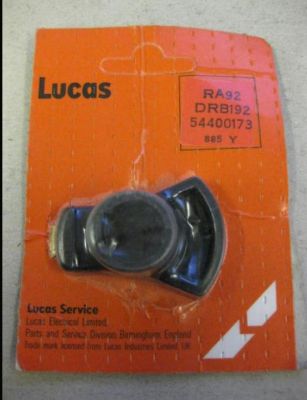 Lucas
RA92
DRB192
54400173
885 Y
Lucas Service
Lucas Electrical Limited,
Parts and Service Division, Birmingham, England
Trade mark licensed from Lucas Industries Limited, UK